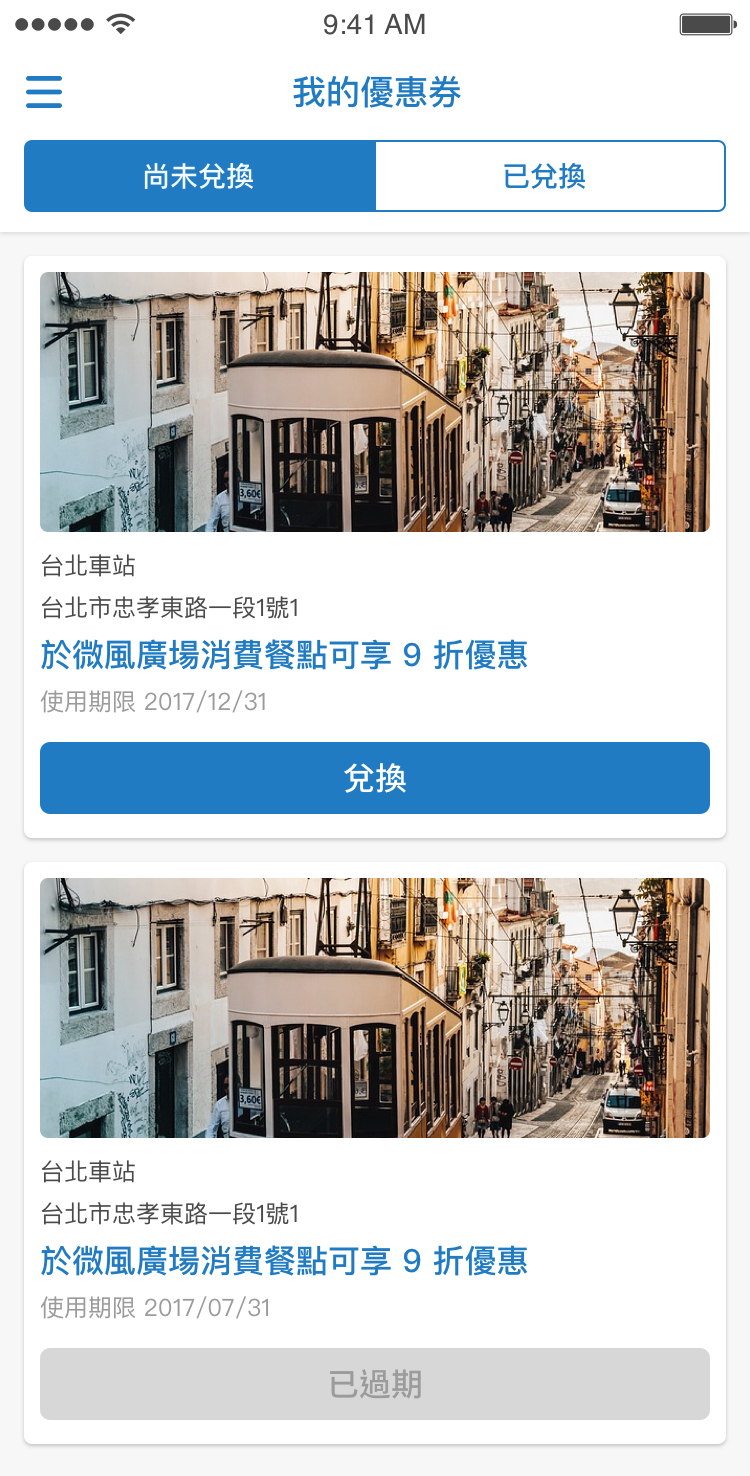 9:41 AM
我的優惠券
尚未兌換
已兌換
3,60€
台北車站
台北市忠孝東路一段1號1
於微風廣場消費餐點可享 9 折優惠
使用期限 2017/12/31
兌換
3,60€
台北車站
台北市忠孝東路一段1號1
於微風廣場消費餐點可享 9 折優惠
使用期限 2017/07/31
已過期